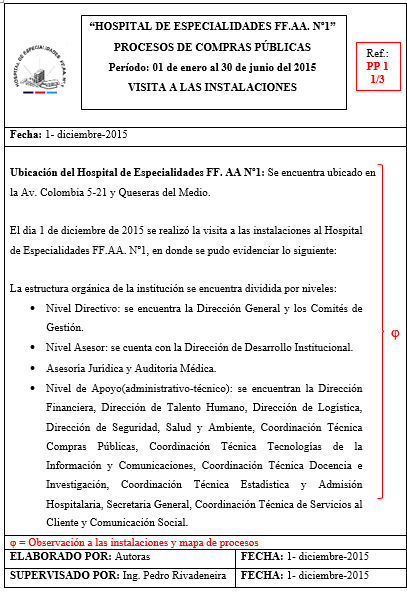 HOSPITAL DE ESPECIALIDADES FF.AA. Nº1
“HOSPITAL DE ESPECIALIDADES FF.AA. Nº1”
PROCESOS DE COMPRAS PÚBLICAS
Período: 01 de enero al 30 de junio del 2015
VISITA A LAS INSTALACIONES
Ref.:
PP 1
1/3
Fecha: 1- diciembre-2015
Ubicación del Hospital de Especialidades FF. AA Nº1: Se encuentra ubicado en
la Av. Colombia 5-21 y Queseras del Medio.
El día 1 de diciembre de 2015 se realizó la visita a las instalaciones al Hospital
de Especialidades FF.AA. Nº1, en donde se pudo evidenciar lo siguiente:
La estructura orgánica de la institución se encuentra dividida por niveles:
• Nivel Directivo: se encuentra la Dirección General y los Comités de
Gestión.
• Nivel Asesor: se cuenta con la Dirección de Desarrollo Institucional.
• Asesoría Jurídica y Auditoria Médica.
• Nivel de Apoyo(administrativo-técnico): se encuentran la Dirección
Financiera, Dirección de Talento Humano, Dirección de Logística,
Dirección de Seguridad, Salud y Ambiente, Coordinación Técnica
Compras Públicas, Coordinación Técnica Tecnologías de la
Información y Comunicaciones, Coordinación Técnica Docencia e
Investigación, Coordinación Técnica Estadística y Admisión
Hospitalaria, Secretaria General, Coordinación Técnica de Servicios al
Cliente y Comunicación Social.
φ
φ = Observación a las instalaciones y mapa de procesos
ELABORADO POR: Autoras FECHA: 1- diciembre-2015
SUPERVISADO POR: Ing. Pedro Rivadeneira FECHA: 1- diciembre-2015